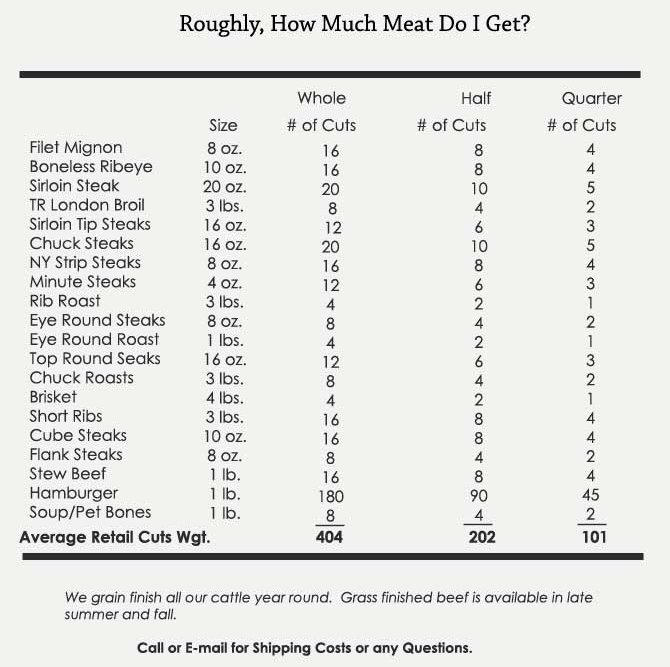 Roughly, How Much Meat Do I Get?
Whole Half Quarter
Size # of Cuts # of Cuts # of Cuts
Filet Mignon 8 oz. 16 8 4
Boneless Ribeye 10 oz. 16 8 4
Sirloin Steak 20 oz. 20 10 5
TR London Broil 3 lbs. 8 4 2
Sirloin Tip Steaks 16 oz. 12 6 3
Chuck Steaks 16 oz. 20 10 5
NY Strip Steaks 8 oz. 16 8 4
Minute Steaks 4 oz. 12 6 3
Rib Roast 3 lbs. 4 2 1
Eye Round Steaks 8 oz. 8 4 2
Eye Round Roast 1 lbs. 4 2 1
Top Round Seaks 16 oz. 12 6 3
Chuck Roasts 3 lbs. 8 4 2
Brisket 4 lbs. 4 2 1
Short Ribs 3 lbs. 16 8 4
Cube Steaks 10 oz. 16 8 4
Flank Steaks 8 oz. 8 4 2
Stew Beef 1 lb. 16 8 4
Hamburger 1 lb. 180 90 45
Soup/Pet Bones 1 lb. 8 4 2
Average Retail Cuts Wgt. 404 202 101
We grain finish all our cattle year round. Grass finished beef is available in late
summer and fall.
Call or E-mail for Shipping Costs or any Questions.